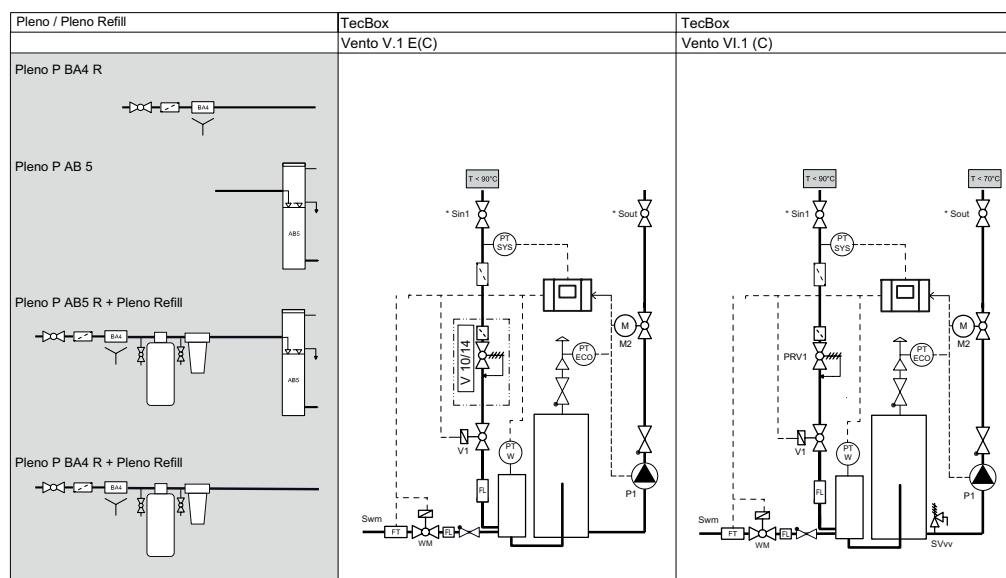 Pleno / Pleno Refill
TecBox
TecBox
Vento V.1 E(C)
Vento VI.1 (C)
Pleno P BA4 R
BA4
Pleno P AB 5
AB5
Pleno P AB5 R + Pleno Refill
BA4
AB5
Pleno P BA4 R + Pleno Refill
BA4
T < 90°C
* Sin1
* Sout
PT
SYS
M
M2
V 10/14
PT
ECO
V1
PT
W
FL
P1
Swm
FT
WM
FL
T < 90°C
T < 70°C
* Sin1
* Sout
PT
SYS
M
M2
PRV1
PT
ECO
V1
PT
W
FL
P1
Swm
FT
WM
FL
SVvv